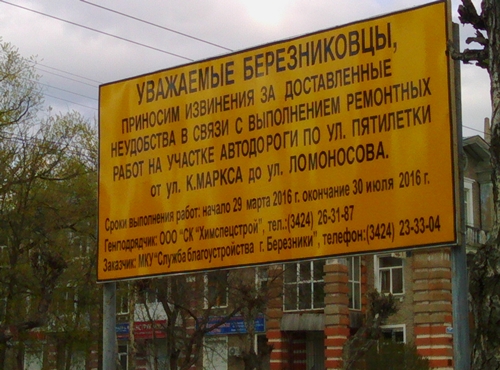 УВАЖАЕМЫЕ БЕРЕЗНИКОВЦЫ,
ПРИНОСИМ ИЗВИНЕНИЯ ЗА ДОСТАВЛЕННЫЕ
НЕУДОБСТВА В СВЯЗИ С ВЫПОЛНЕНИЕМ РЕМОНТНЫХ
РАБОТ НА УЧАСТКЕ АВТОДОРОГИ ПО УЛ. ПЯТИЛЕТКИ
ОТ УЛ. К.МАРКСА ДО УЛ. ЛОМОНОСОВА.
Сроки выполнения работ: начало 29 марта 2016 г. окончание 30 июля 2016 г.
Генподрядчик: ООО "СК "Химспецстрой", тел.:(3424) 26-31-87
Заказчик: МКУ "Служба благоустройства г. Березники", телефон:(3424) 23-33-04